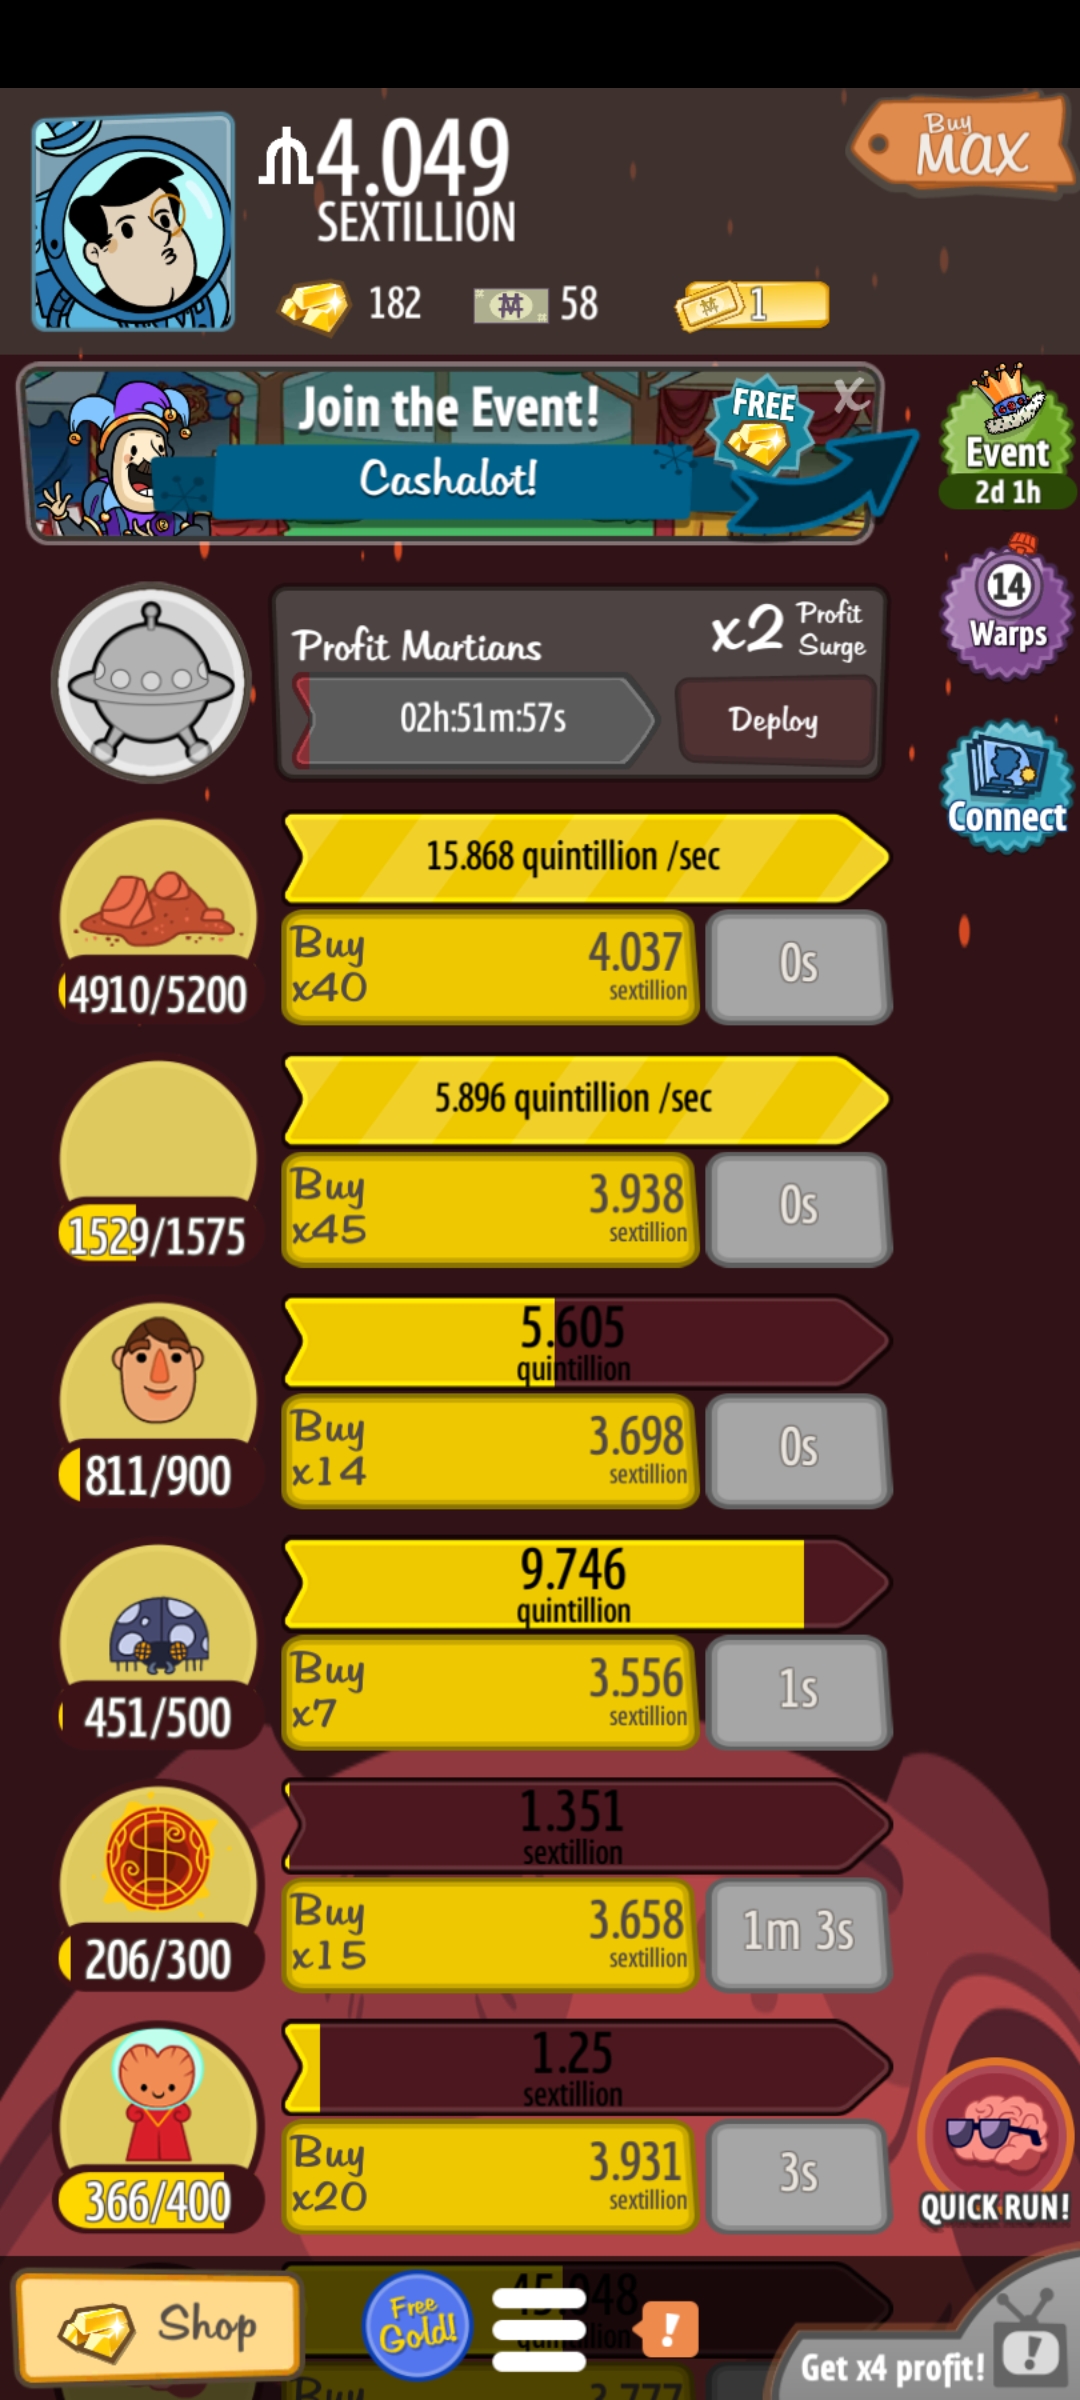 4.049
SEXTILLION
Buy
MAX
182
58
1
Join the Event!
FREE
X
Cashalot!
Event
2d 1h
14
Warps
Connect
Profit Martians
x2 Profit
Surge
02h:51m:57s
Deploy
15.868 quintillion /sec
4910/5200
Buy
x40
4.037
sextillion
0s
5.896 quintillion /sec
1529/1575
Buy
x45
3.938
sextillion
0s
5.605
quintillion
811/900
Buy
x14
3.698
sextillion
0s
9.746
quintillion
451/500
Buy
x7
3.556
sextillion
1s
1.351
sextillion
206/300
Buy
x15
3.658
sextillion
1m 3s
1.25
sextillion
366/400
Buy
x20
3.931
sextillion
3s
QUICK RUN!
Shop
Free
Gold!
!
Get x4 profit!
!
Buy
3.777